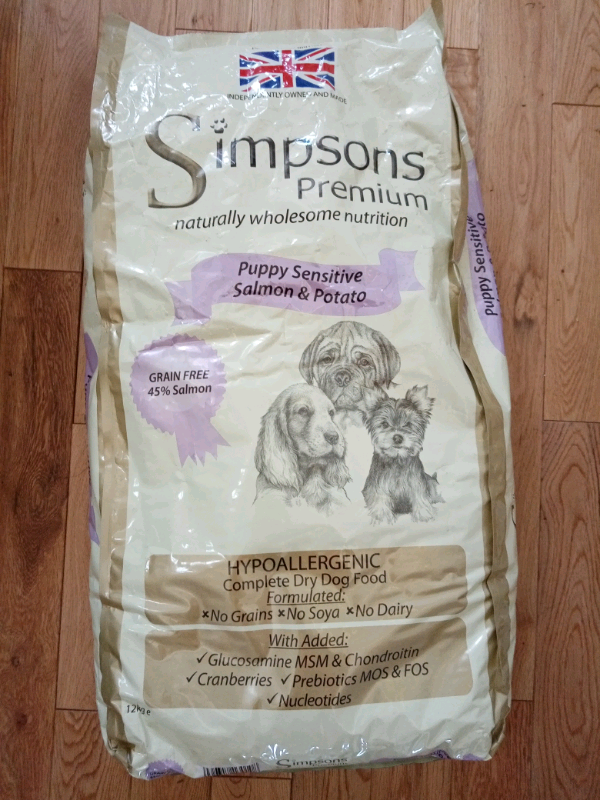 INDEPENDENTLY OWNED AND MADE
Simpsons
Premium
naturally wholesome nutrition
Puppy Sensitive
Salmon & Potato
Puppy Sensitive
GRAIN FREE
45% Salmon
HYPOALLERGENIC
Complete Dry Dog Food
Formulated:
×No Grains ×No Soya ×No Dairy
With Added:
✓Glucosamine MSM & Chondroitin
✓Cranberries ✓Prebiotics MOS & FOS
✓Nucleotides
12kg e
Simpsons